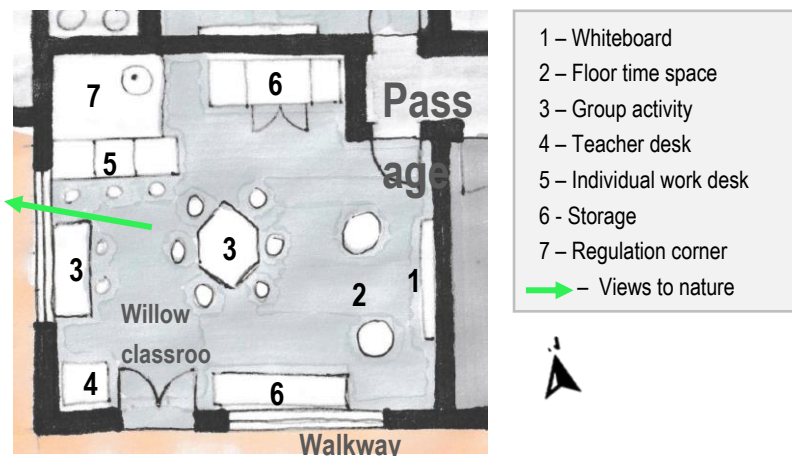 7
6
Pass
age
5
3
3
2
1
Willow
classroo
4
6
Walkway
1 – Whiteboard
2 – Floor time space
3 – Group activity
4 – Teacher desk
5 – Individual work desk
6 - Storage
7 – Regulation corner
– Views to nature